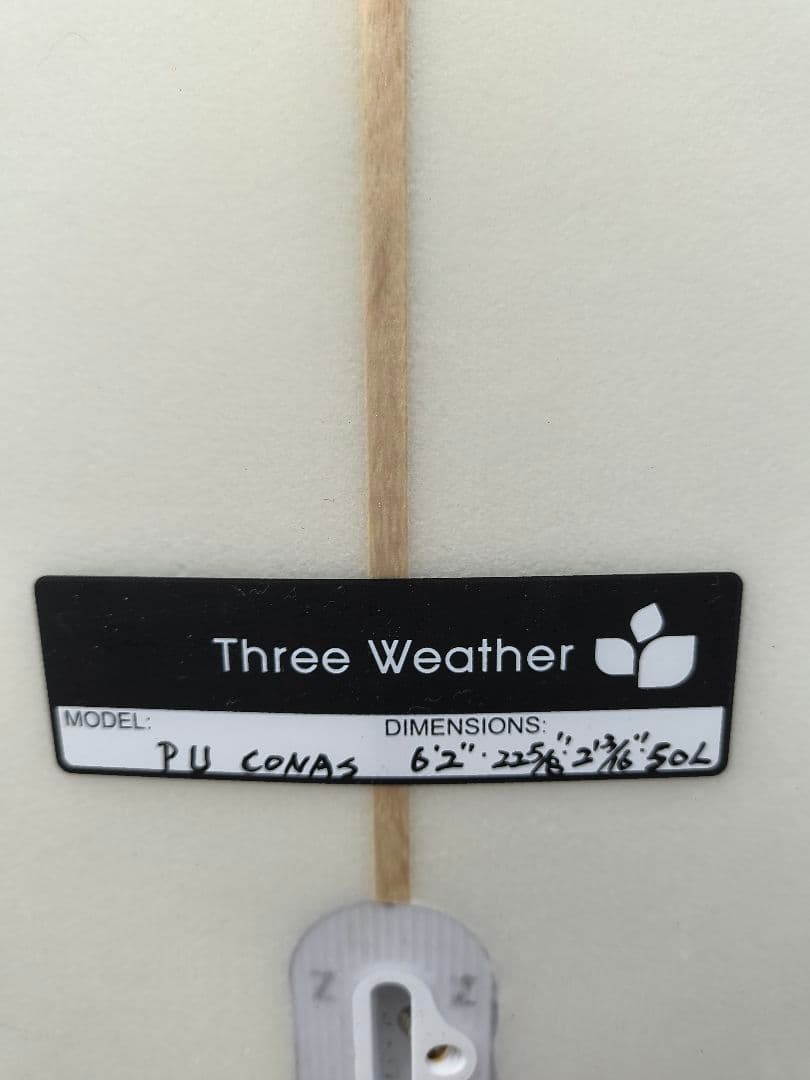 Three Weather
MODEL: DIMENSIONS:
PU CONAS 6'2" · 22 5/8" 2 13/16" 50L
Z Z